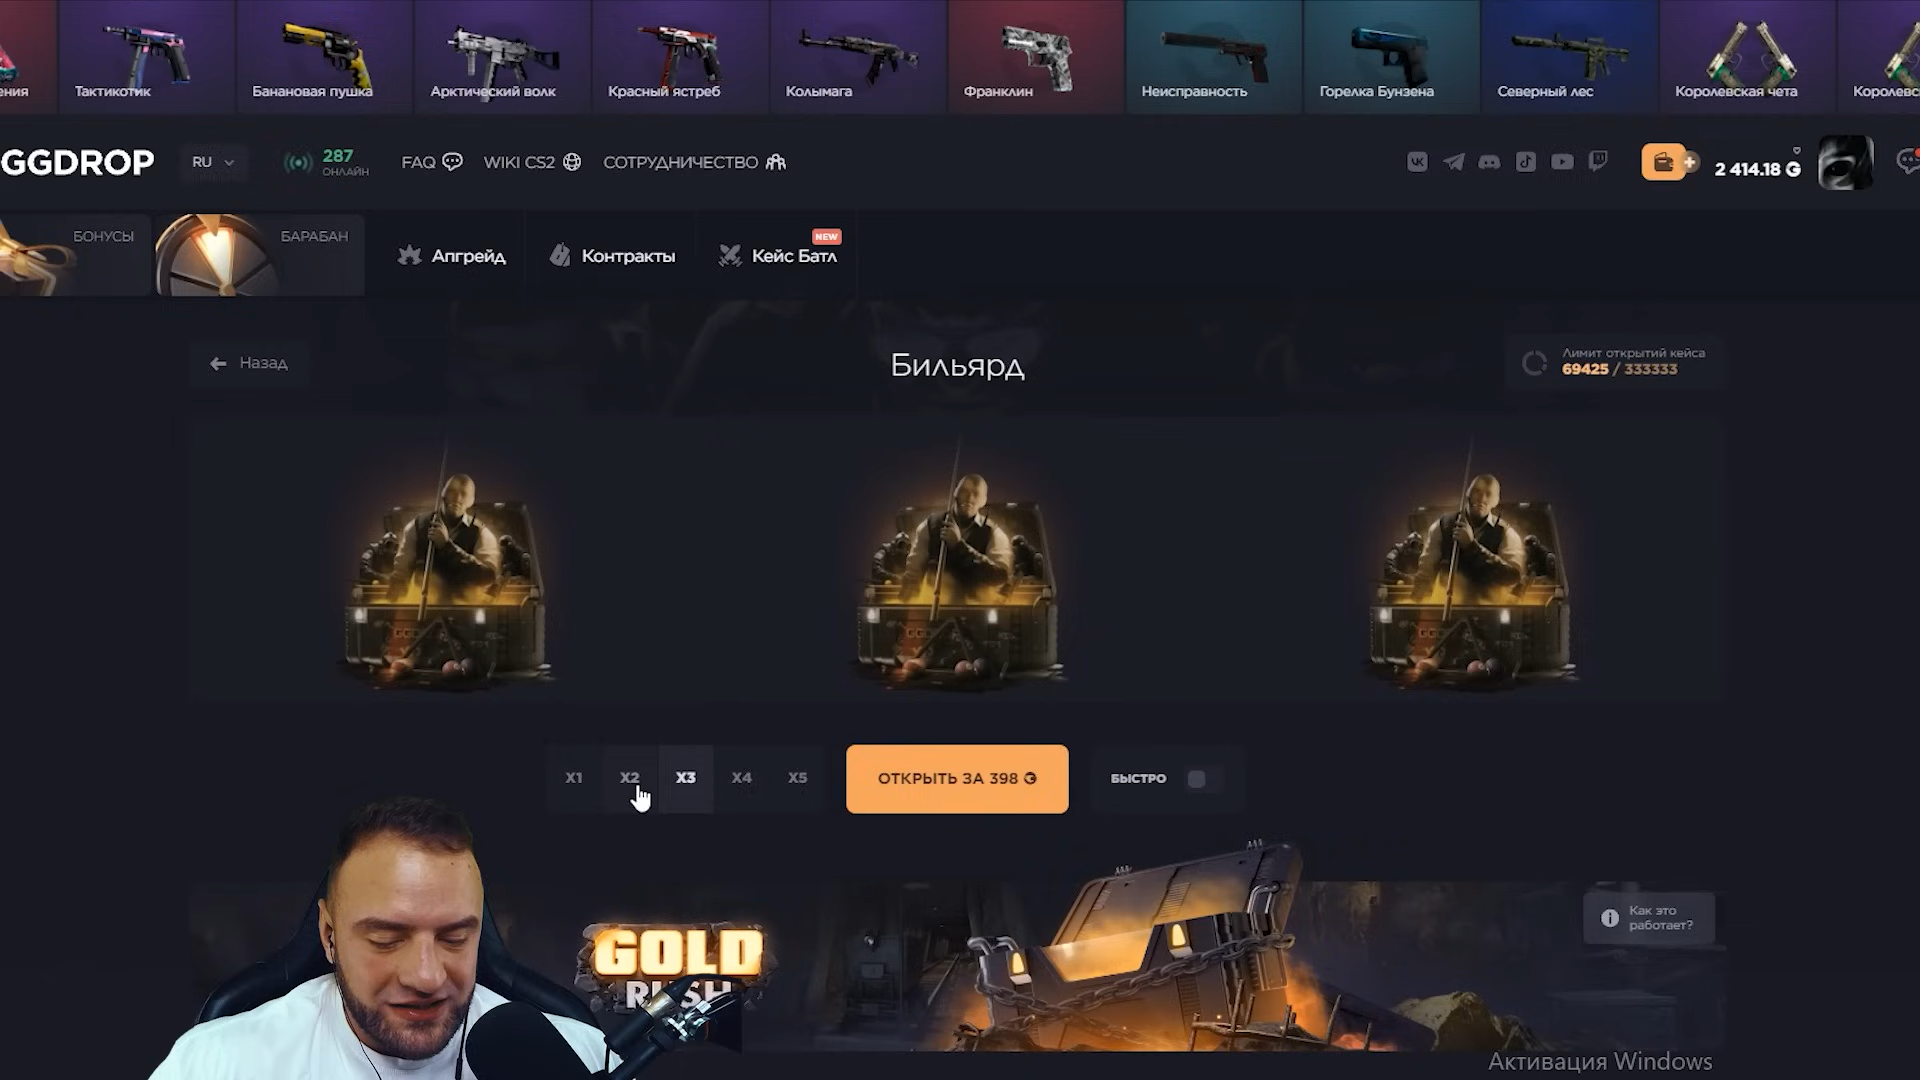 ения
Тактикотик
Банановая пушка
Арктический волк
Красный ястреб
Колымага
Франклин
Неисправность
Горелка Бунзена
Северный лес
Королевская чета
Королевс
GGDROP
RU
287
ОНЛАЙН
FAQ
WIKI CS2
СОТРУДНИЧЕСТВО
2 414.18
БОНУСЫ
БАРАБАН
Апгрейд
Контракты
NEW
Кейс Батл
Назад
Бильярд
Лимит открытий кейса
69425 / 333333
X1
X2
X3
X4
X5
ОТКРЫТЬ ЗА 398
БЫСТРО
GOLD
RUSH
Как это
работает?
Активация Windows